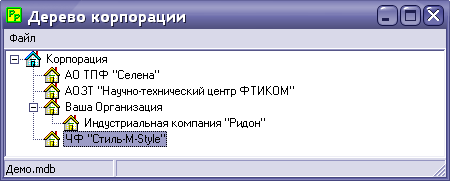 Дерево корпорации
Файл
Корпорация
АО ТПФ "Селена"
АОЗТ "Научно-технический центр ФТИКОМ"
Ваша Организация
Индустриальная компания "Ридон"
ЧФ "Стиль-M-Style"
Демо.mdb